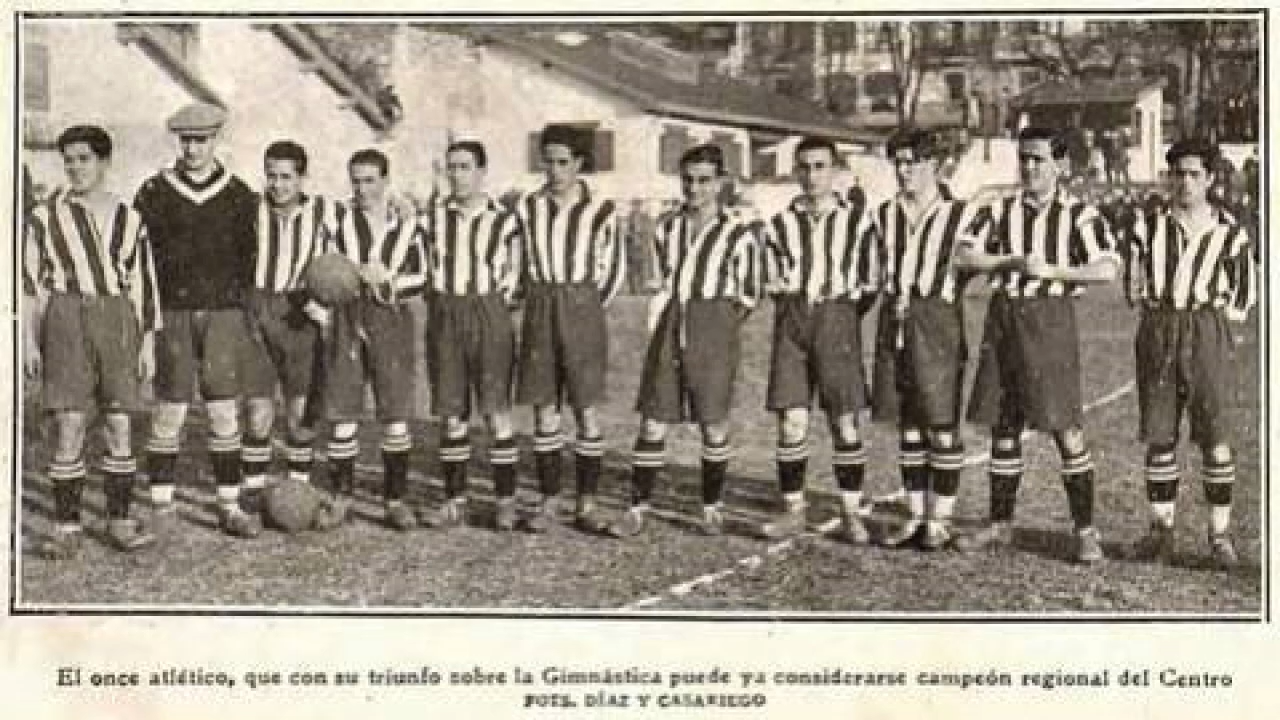 El once atlético, que con su triunfo sobre la Gimnástica puede ya considerarse campeón regional del Centro
FOTS. DÍAZ Y CASARIEGO